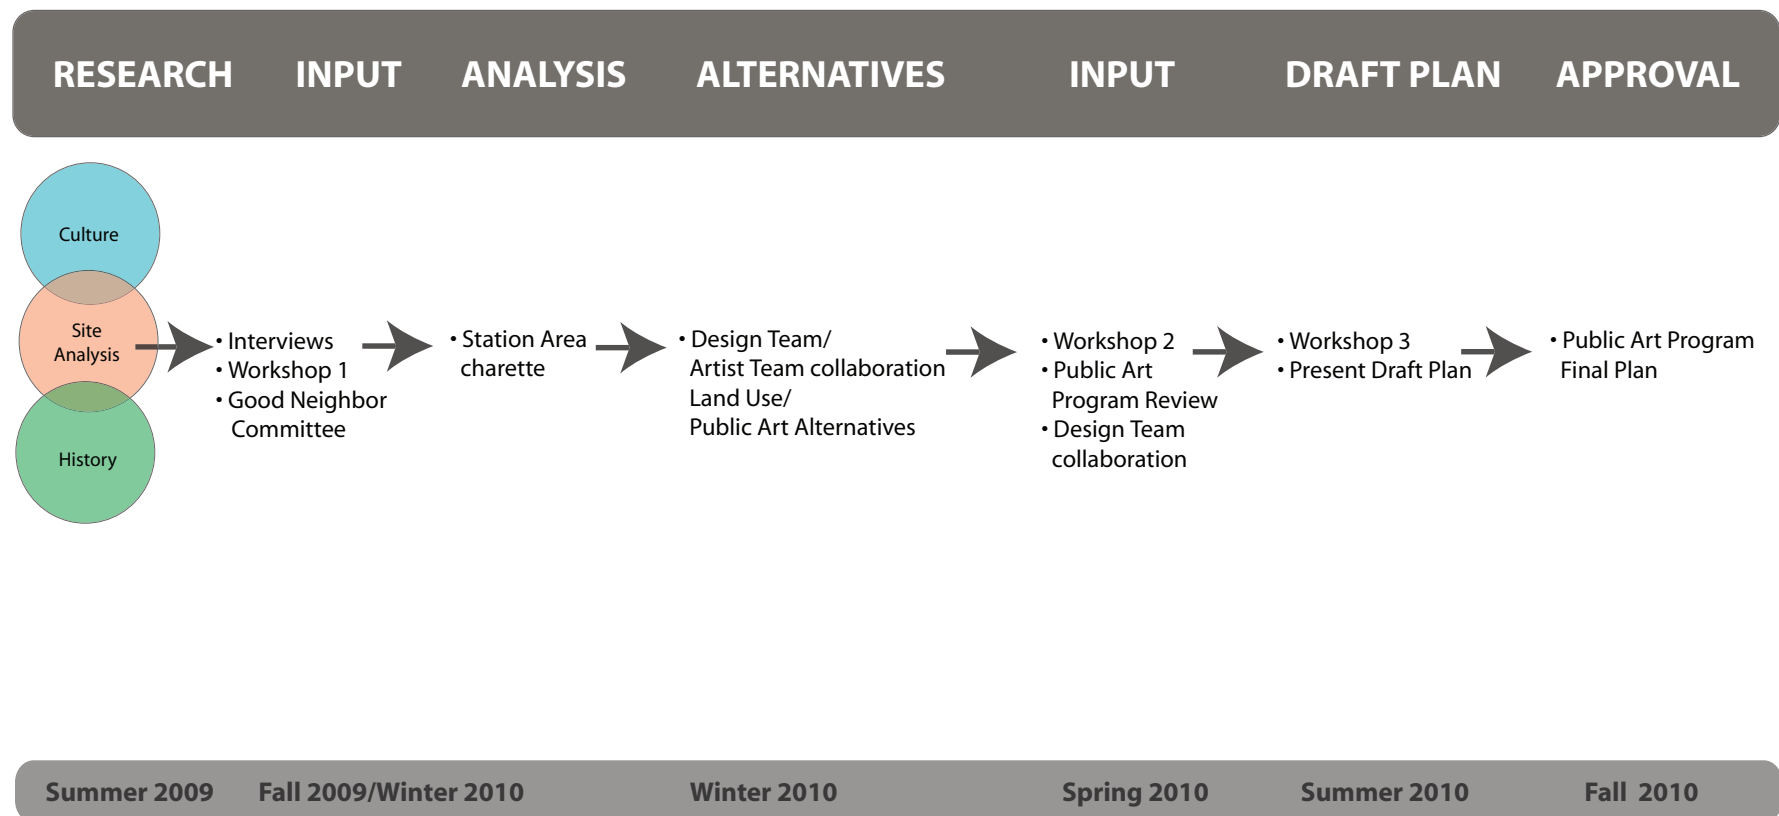 RESEARCH INPUT ANALYSIS ALTERNATIVES INPUT DRAFT PLAN APPROVAL
Culture
Site
Analysis
History
• Interviews
• Workshop 1
• Good Neighbor
Committee
• Station Area
charette
• Design Team/
Artist Team collaboration
Land Use/
Public Art Alternatives
• Workshop 2
• Public Art
Program Review
• Design Team
collaboration
• Workshop 3
• Present Draft Plan
• Public Art Program
Final Plan
Summer 2009 Fall 2009/Winter 2010 Winter 2010 Spring 2010 Summer 2010 Fall 2010